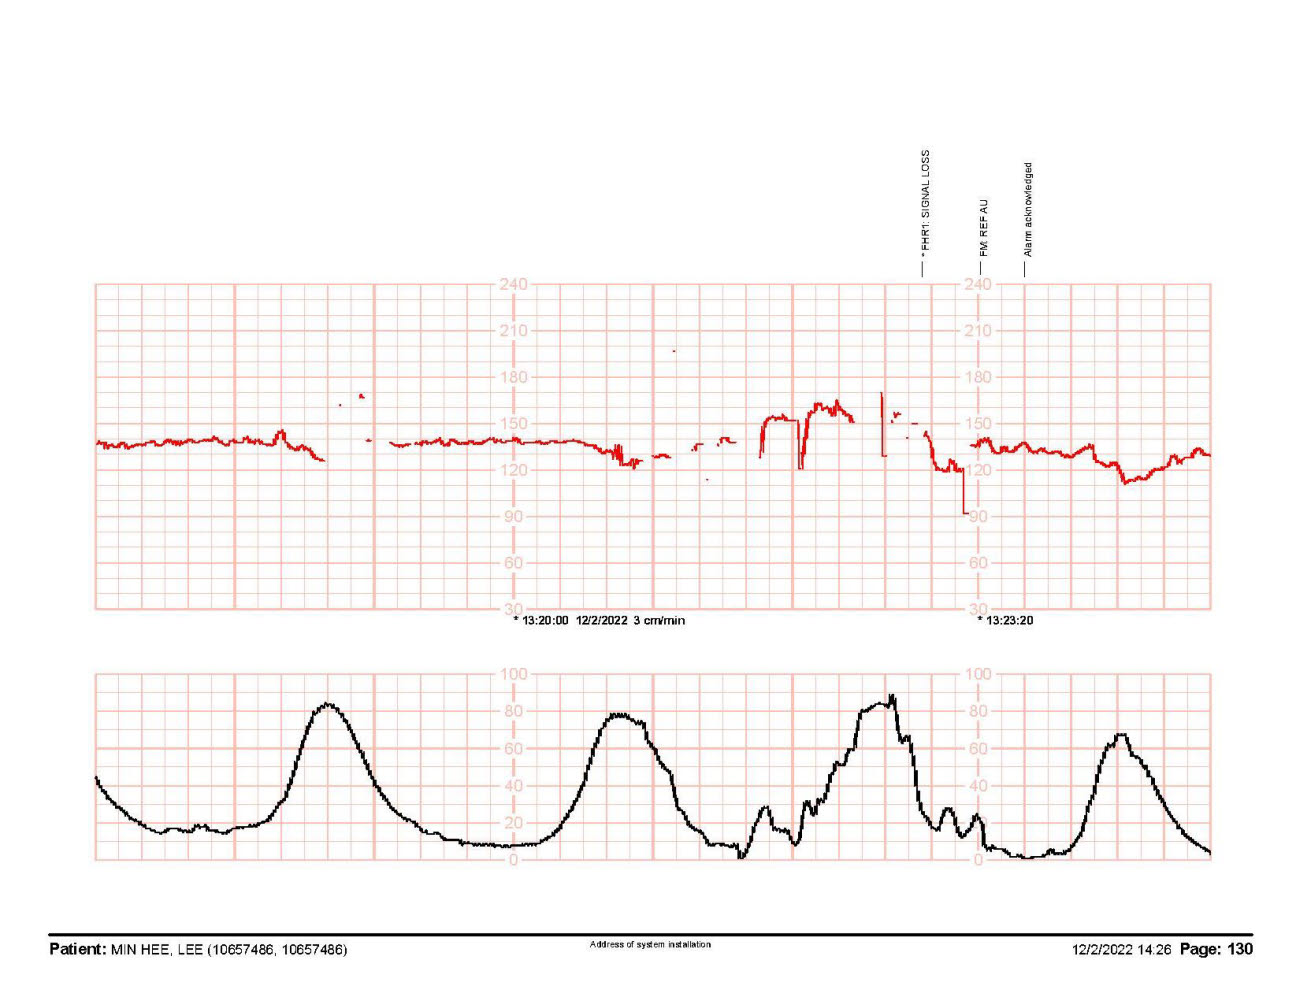 * FHR1: SIGNAL LOSS
FM: REF AU
Alarm acknowledged
240 240
210 210
180 180
150 150
120 120
90 90
60 60
30 30
* 13:20:00 12/2/2022 3 cm/min * 13:23:20
100 100
80 80
60 60
40 40
20 20
0 0
Patient: MIN HEE, LEE (10657486, 10657486) Address of system installation 12/2/2022 14:26 Page: 130